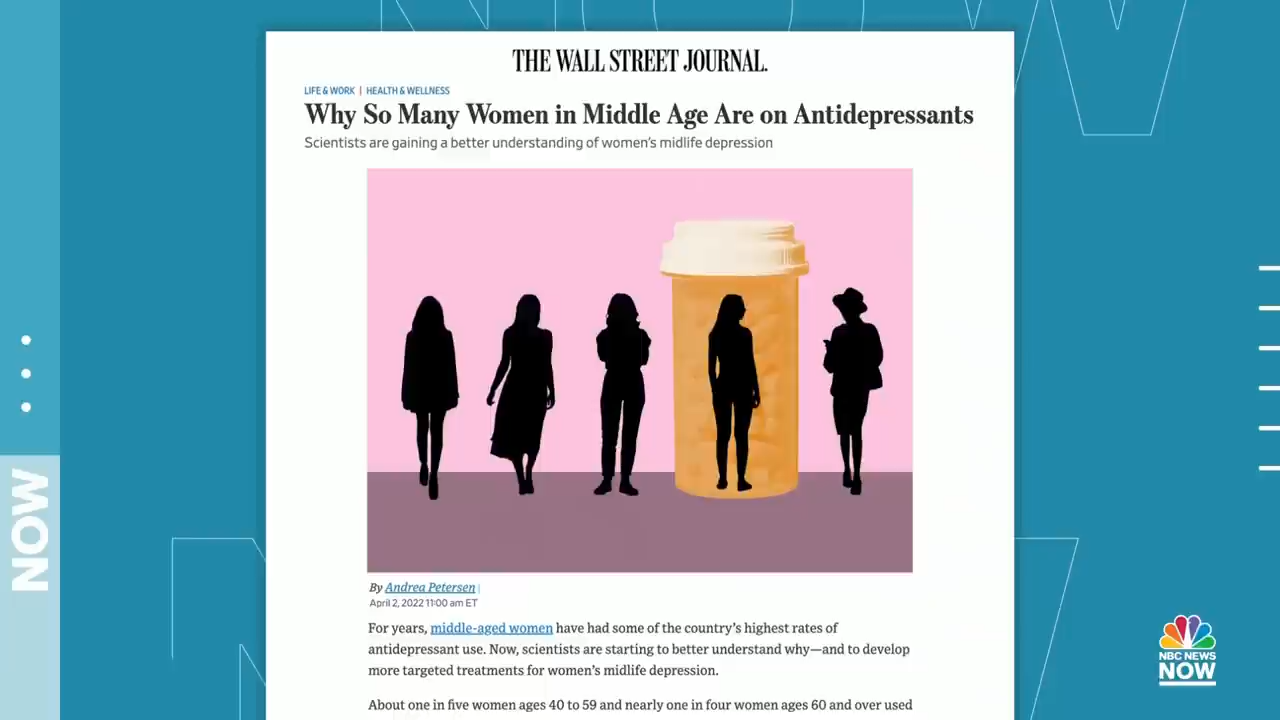 THE WALL STREET JOURNAL.
LIFE & WORK | HEALTH & WELLNESS
Why So Many Women in Middle Age Are on Antidepressants
Scientists are gaining a better understanding of women's midlife depression
By Andrea Petersen |
April 2, 2022 11:00 am ET
For years, middle-aged women have had some of the country's highest rates of
antidepressant use. Now, scientists are starting to better understand why—and to develop
more targeted treatments for women's midlife depression.
About one in five women ages 40 to 59 and nearly one in four women ages 60 and over used
NOW
NBC NEWS
NOW